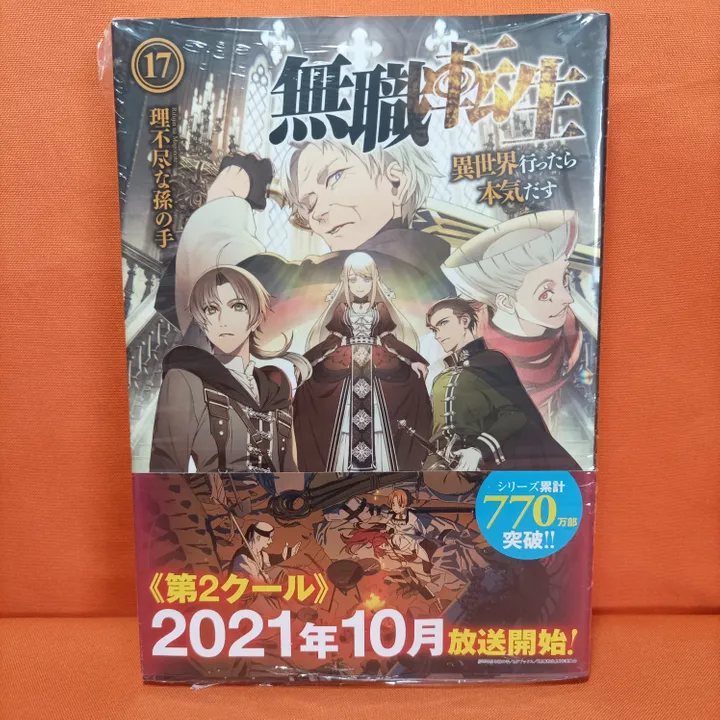 17
無職転生
異世界行ったら
本気だす
理不尽な孫の手
シリーズ累計
770万部
突破!!
《第2クール》
2021年10月放送開始!